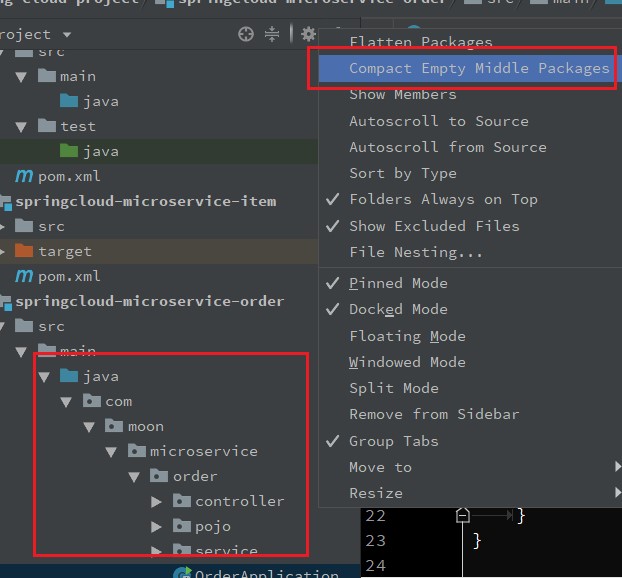 springcloud-microservice-order
src
main
roject
src
main
java
test
java
pom.xml
springcloud-microservice-item
src
target
pom.xml
springcloud-microservice-order
src
main
java
com
moon
microservice
order
controller
pojo
service
OrderApplication
Flatten Packages
Compact Empty Middle Packages
Show Members
Autoscroll to Source
Autoscroll from Source
Sort by Type
Folders Always on Top
Show Excluded Files
File Nesting...
Pinned Mode
Docked Mode
Floating Mode
Windowed Mode
Split Mode
Remove from Sidebar
Group Tabs
Move to
Resize
22 }
23 }
24